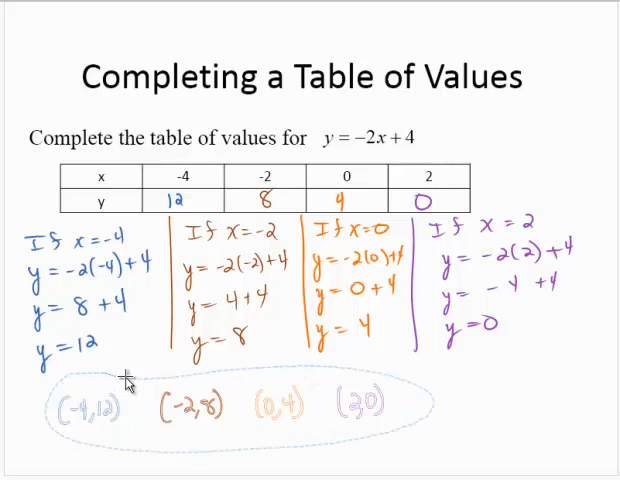 Completing a Table of Values
Complete the table of values for y = −2x + 4
x -4 -2 0 2
y 12 8 4 0
If x=-4
y=-2(-4)+4
y= 8+4
y=12
If x=-2
y=-2(-2)+4
y= 4+4
y= 8
If x=0
y=-2(0)+4
y= 0+4
y= 4
If x=2
y= -2(2)+4
y= -4+4
y=0
(-4,12) (-2,8) (0,4) (2,0)